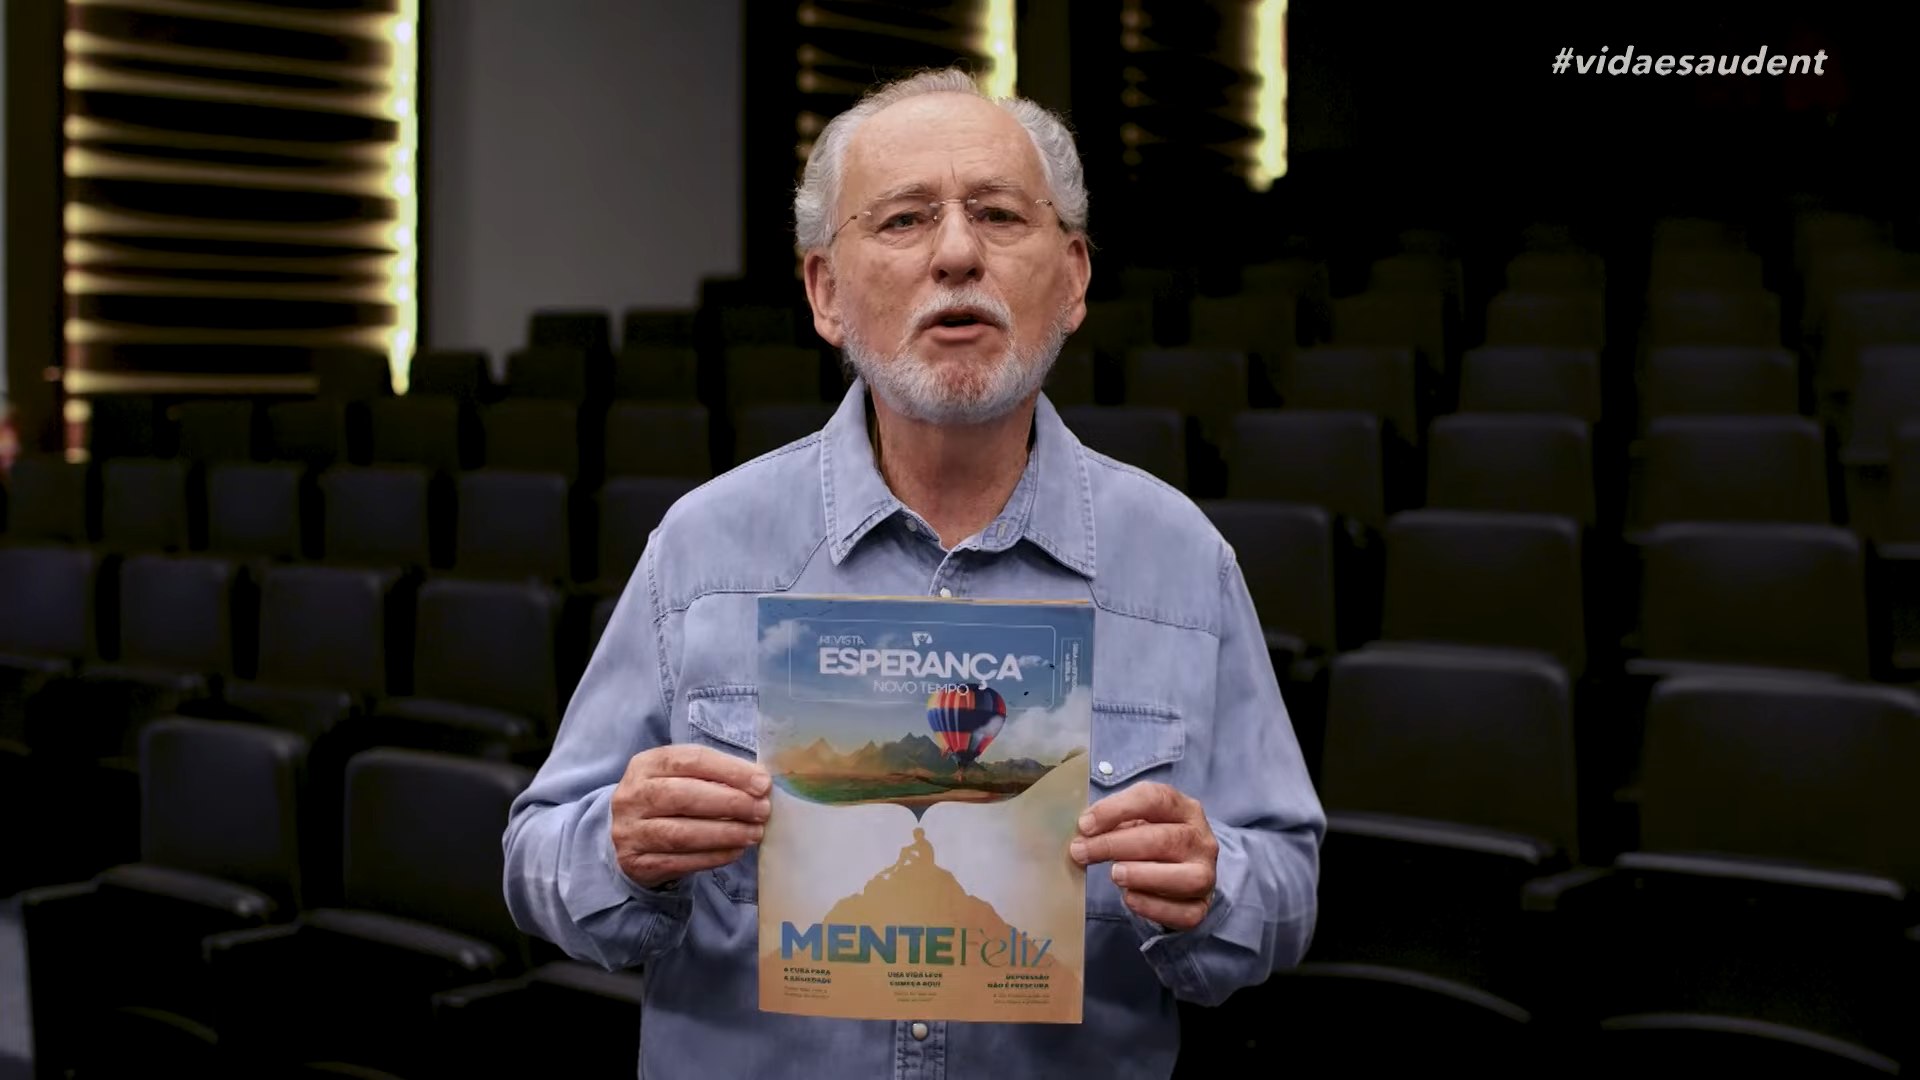 #vidaesaudent
REVISTA
ESPERANÇA
NOVO TEMPO
MENTE Feliz
A CURA PARA
A ANSIEDADE
UMA VIDA LEVE
COMEÇA AQUI
DEPRESSÃO
NÃO É FRESCURA